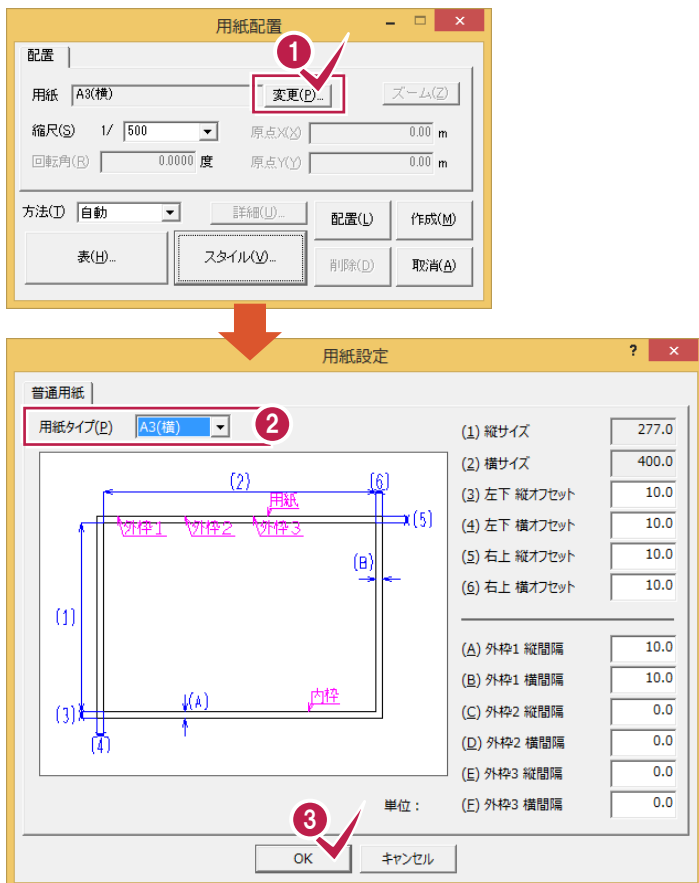 用紙配置
配置
1
用紙 A3(横) 変更(P)... ズーム(Z)
縮尺(S) 1/ 500 原点X(X) 0.00 m
回転角(R) 0.0000 度 原点Y(Y) 0.00 m
方法(T) 自動 詳細(U)... 配置(L) 作成(M)
表(H)... スタイル(V)... 削除(D) 取消(A)
用紙設定 ?
普通用紙
用紙タイプ(P) A3(横) 2
(1) 縦サイズ 277.0
(2) 横サイズ 400.0
(3) 左下 縦オフセット 10.0
(4) 左下 横オフセット 10.0
(5) 右上 縦オフセット 10.0
(6) 右上 横オフセット 10.0
(A) 外枠1 縦間隔 10.0
(B) 外枠1 横間隔 10.0
(C) 外枠2 縦間隔 0.0
(D) 外枠2 横間隔 0.0
(E) 外枠3 縦間隔 0.0
単位： (F) 外枠3 横間隔 0.0
(2) (6)
用紙
外枠1 外枠2 外枠3 (5)
(B)
(1)
(A) 内枠
(3)
(4)
3
OK キャンセル